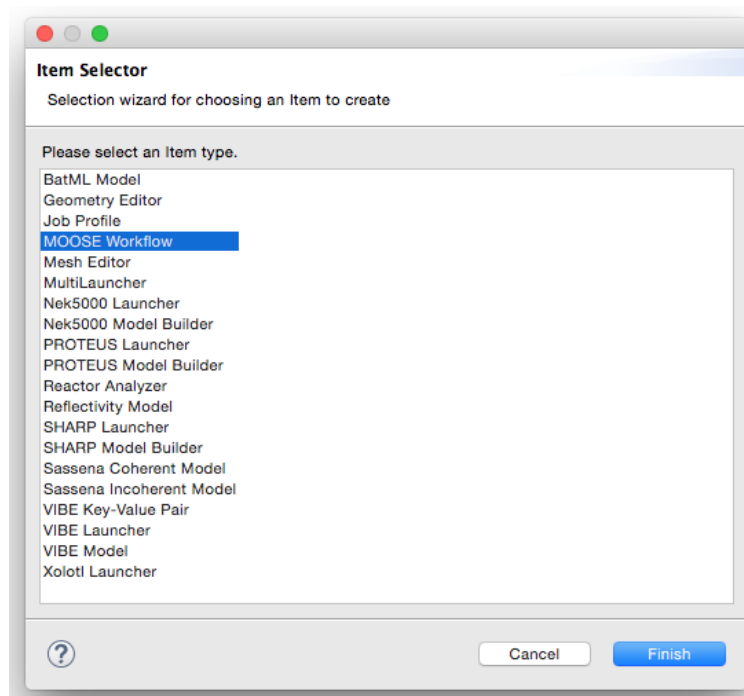 Item Selector
Selection wizard for choosing an Item to create
Please select an Item type.
BatML Model
Geometry Editor
Job Profile
MOOSE Workflow
Mesh Editor
MultiLauncher
Nek5000 Launcher
Nek5000 Model Builder
PROTEUS Launcher
PROTEUS Model Builder
Reactor Analyzer
Reflectivity Model
SHARP Launcher
SHARP Model Builder
Sassena Coherent Model
Sassena Incoherent Model
VIBE Key-Value Pair
VIBE Launcher
VIBE Model
Xolotl Launcher
? Cancel Finish